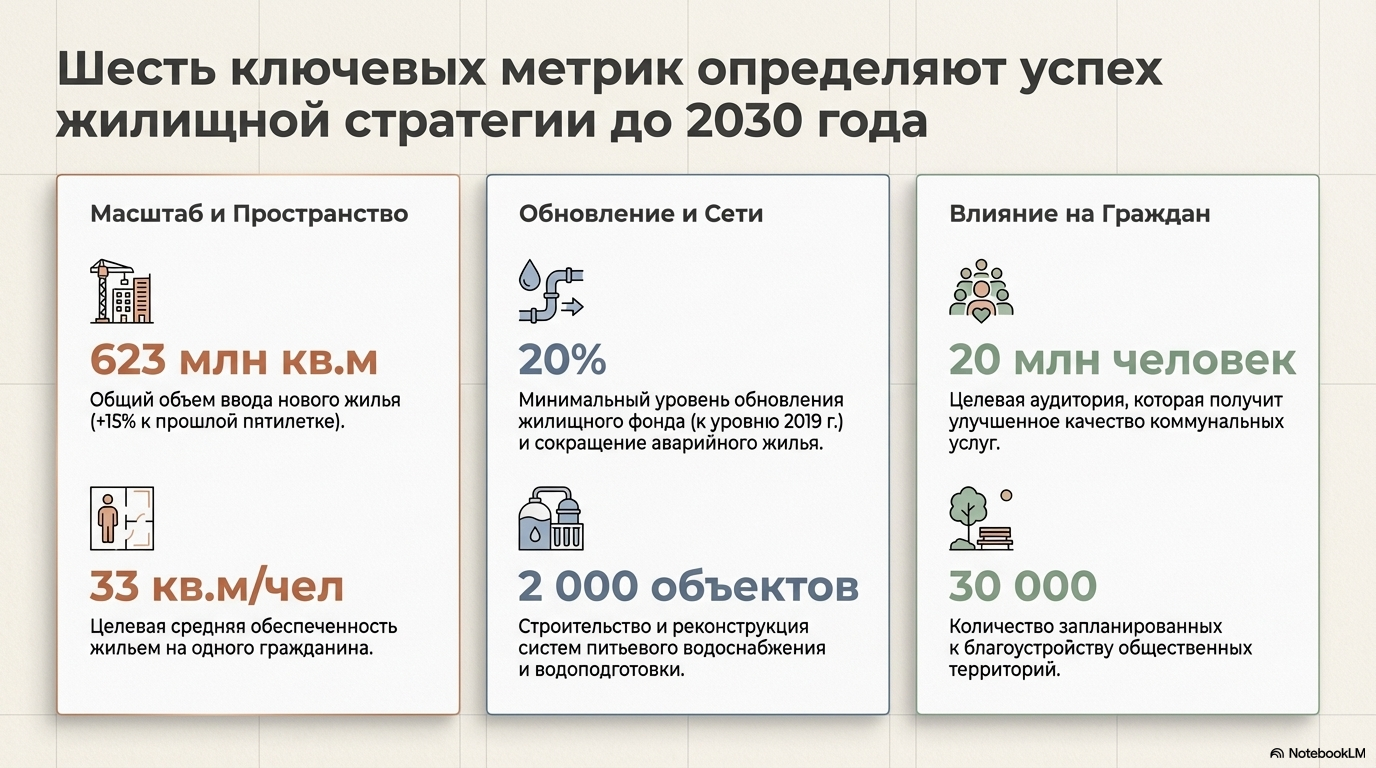 Шесть ключевых метрик определяют успех
жилищной стратегии до 2030 года
Масштаб и Пространство
623 млн кв.м
Общий объем ввода нового жилья
(+15% к прошлой пятилетке).
33 кв.м/чел
Целевая средняя обеспеченность
жильем на одного гражданина.
Обновление и Сети
20%
Минимальный уровень обновления
жилищного фонда (к уровню 2019 г.)
и сокращение аварийного жилья.
2 000 объектов
Строительство и реконструкция
систем питьевого водоснабжения
и водоподготовки.
Влияние на Граждан
20 млн человек
Целевая аудитория, которая получит
улучшенное качество коммунальных
услуг.
30 000
Количество запланированных
к благоустройству общественных
территорий.
NotebookLM